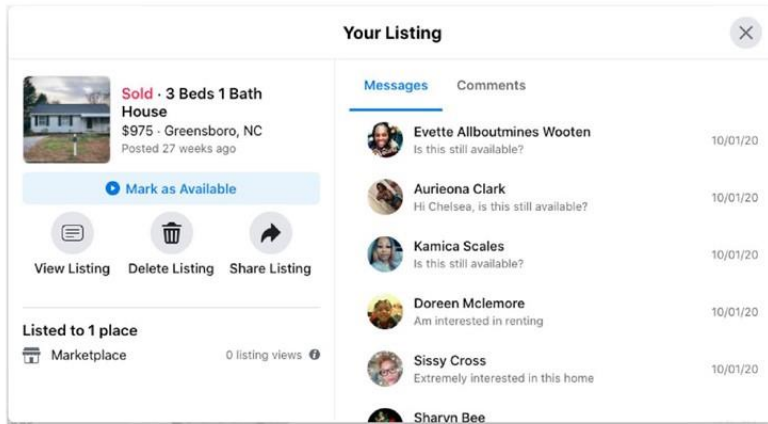 Your Listing
Sold · 3 Beds 1 Bath
House
$975 · Greensboro, NC
Posted 27 weeks ago
Mark as Available
View Listing
Delete Listing
Share Listing
Listed to 1 place
Marketplace
0 listing views
Messages
Comments
Evette Allboutmines Wooten
Is this still available?
10/01/20
Aurieona Clark
Hi Chelsea, is this still available?
10/01/20
Kamica Scales
Is this still available?
10/01/20
Doreen Mclemore
Am interested in renting
10/01/20
Sissy Cross
Extremely interested in this home
10/01/20
Sharyn Bee